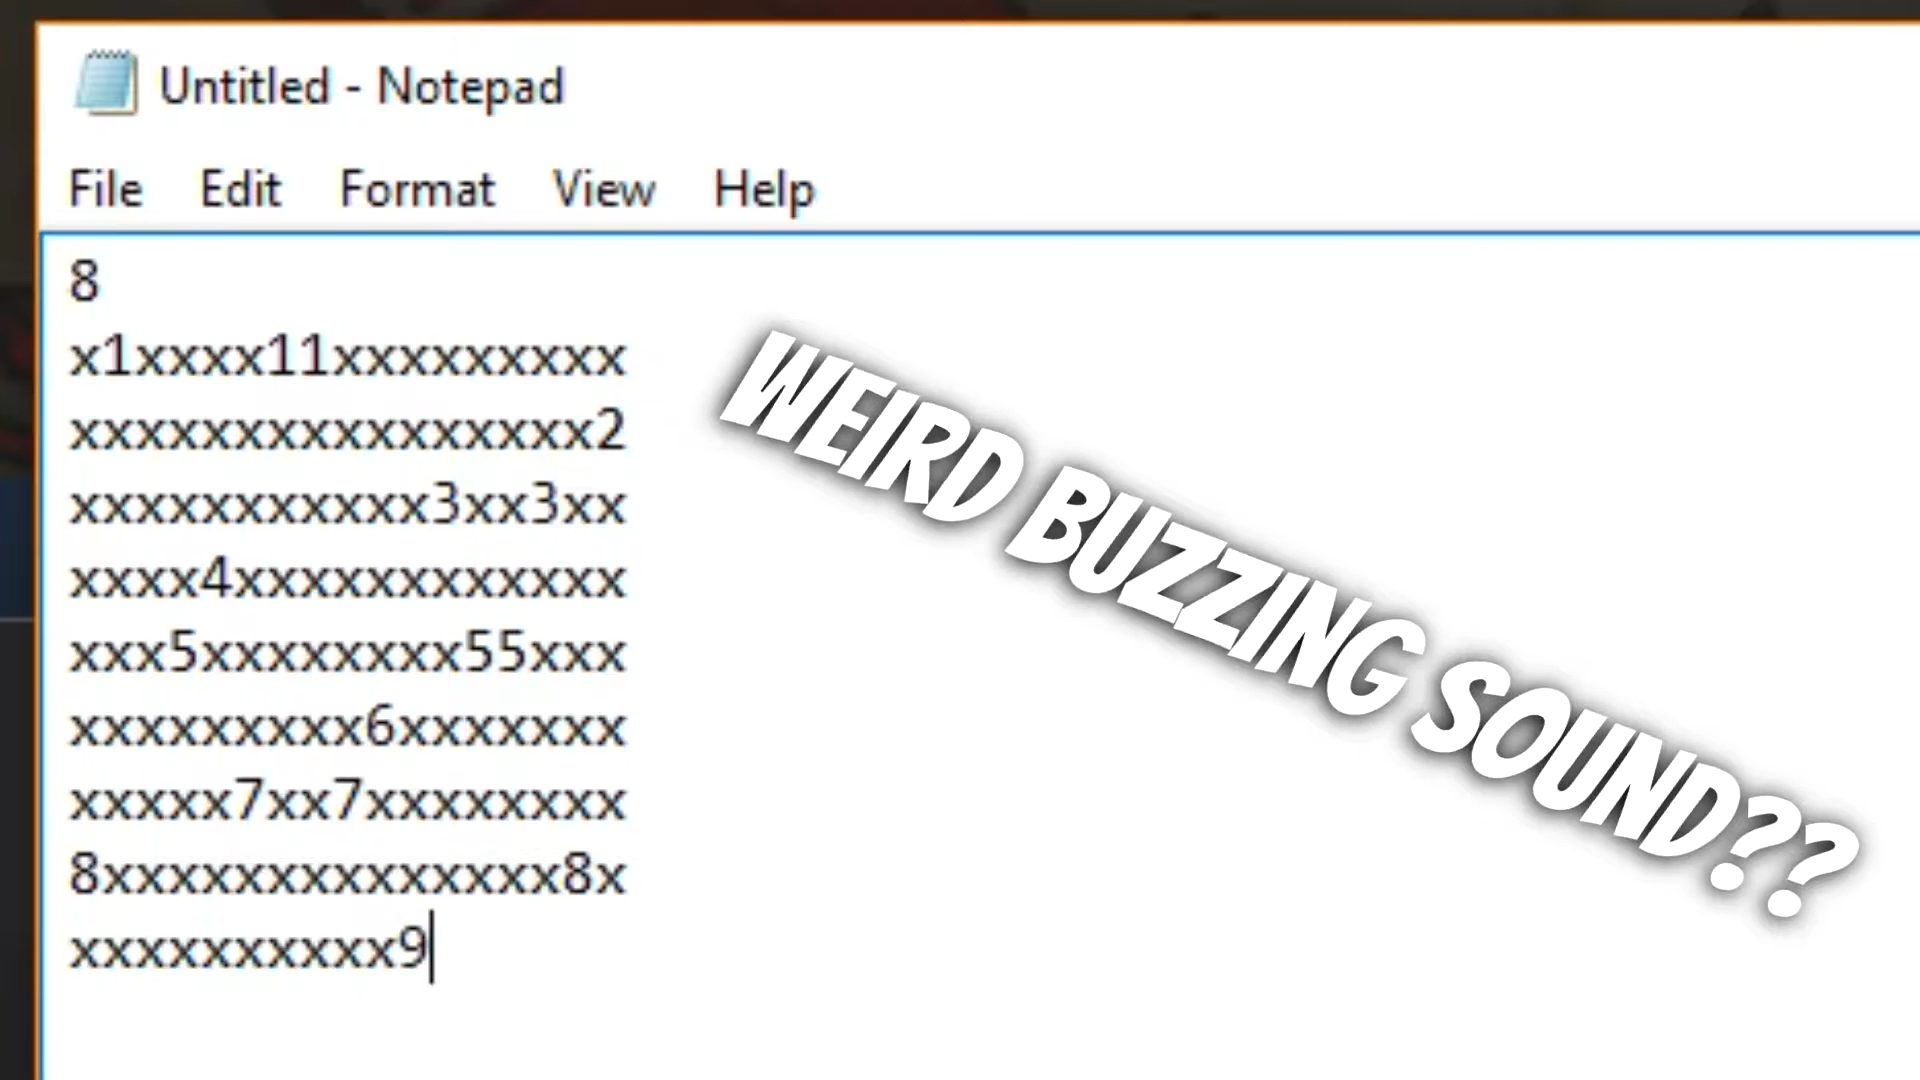 Untitled - Notepad
File Edit Format View Help
8
x1xxxx11xxxxxxxxx
xxxxxxxxxxxxxxxx2
xxxxxxxxxxx3xx3xx
xxxx4xxxxxxxxxxxx
xxx5xxxxxxxx55xxx
xxxxxxxxx6xxxxxxx
xxxxx7xx7xxxxxxxx
8xxxxxxxxxxxxxx8x
xxxxxxxxxx9
WEIRD BUZZING SOUND??